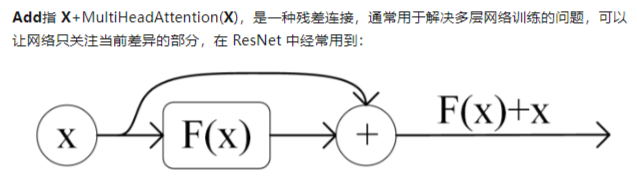 Add指 X+MultiHeadAttention(X)，是一种残差连接，通常用于解决多层网络训练的问题，可以
让网络只关注当前差异的部分，在 ResNet 中经常用到：
x
F(x)
+
F(x)+x